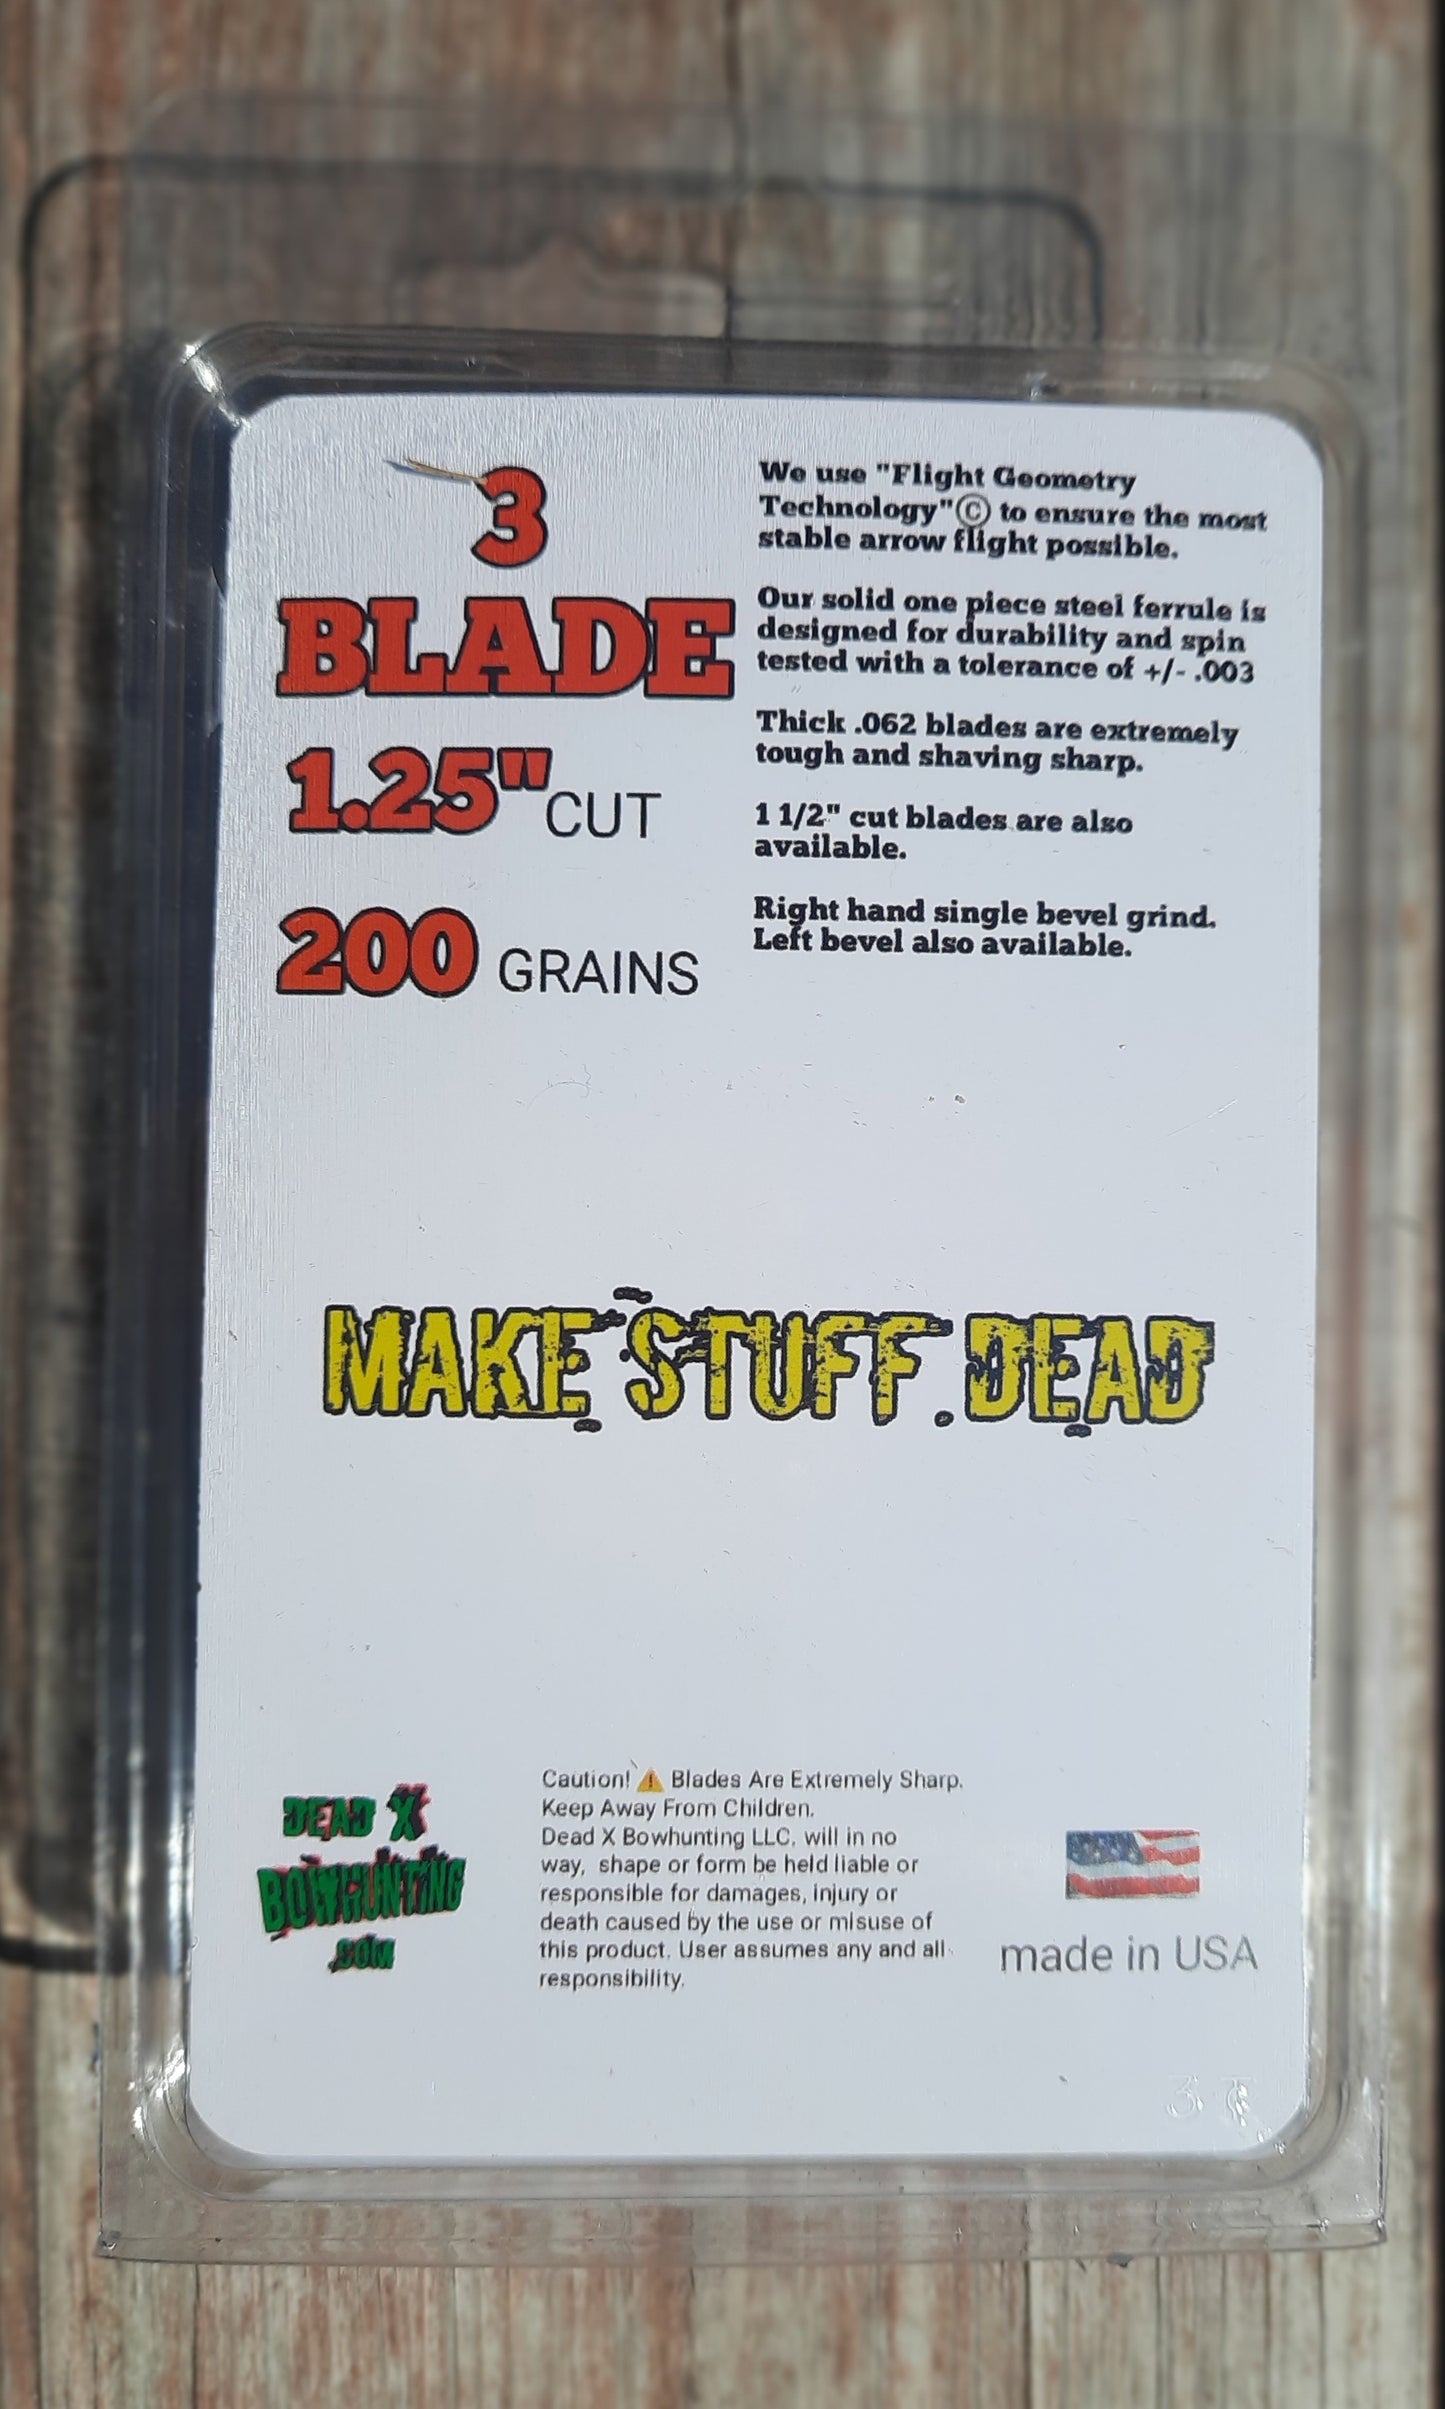 3
BLADE
1.25" CUT
200 GRAINS
We use "Flight Geometry
Technology"© to ensure the most
stable arrow flight possible.
Our solid one piece steel ferrule is
designed for durability and spin
tested with a tolerance of +/- .003
Thick .062 blades are extremely
tough and shaving sharp.
1 1/2" cut blades are also
available.
Right hand single bevel grind.
Left bevel also available.
MAKE STUFF DEAD
DEAD X
BOWHUNTING
.COM
Caution! ⚠ Blades Are Extremely Sharp.
Keep Away From Children.
Dead X Bowhunting LLC. will in no
way, shape or form be held liable or
responsible for damages, injury or
death caused by the use or misuse of
this product. User assumes any and all
responsibility.
made in USA